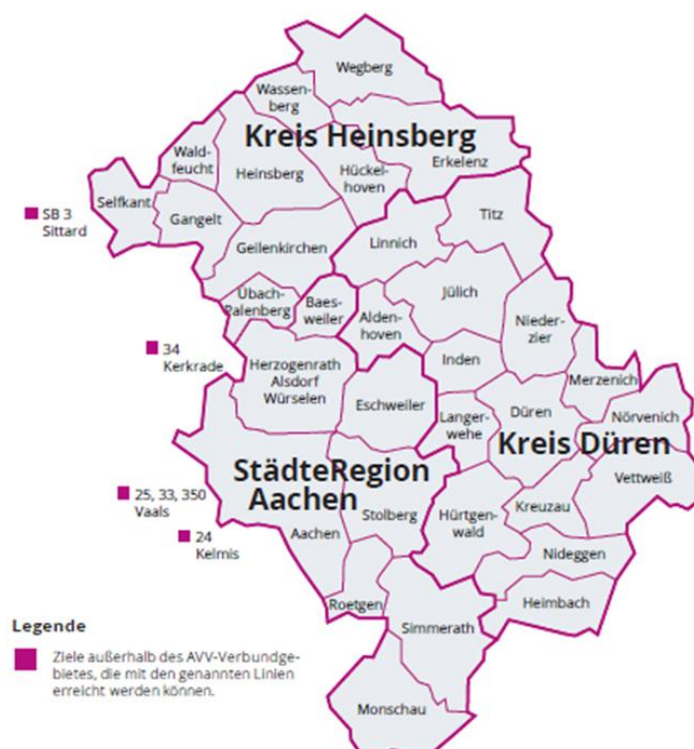 Wegberg
Wassen-
berg
Kreis Heinsberg
Erkelenz
Wald-
feucht
Heinsberg
Hückel-
hoven
Selfkant
SB 3
Sittard
Gangelt
Titz
Linnich
Geilenkirchen
Übach-
Palenberg
Baes-
weiler
Alden-
hoven
Jülich
Nieder-
zier
34
Kerkrade
Herzogenrath
Alsdorf
Würselen
Inden
Merzenich
Eschweiler
Langer-
wehe
Düren
Nörvenich
Kreis Düren
StädteRegion
Aachen
Vettweiß
25, 33, 350
Vaals
Stolberg
Hürtgen-
wald
Kreuzau
24
Kelmis
Aachen
Nideggen
Roetgen
Heimbach
Simmerath
Monschau
Legende
Ziele außerhalb des AVV-Verbundge-
bietes, die mit den genannten Linien
erreicht werden können.